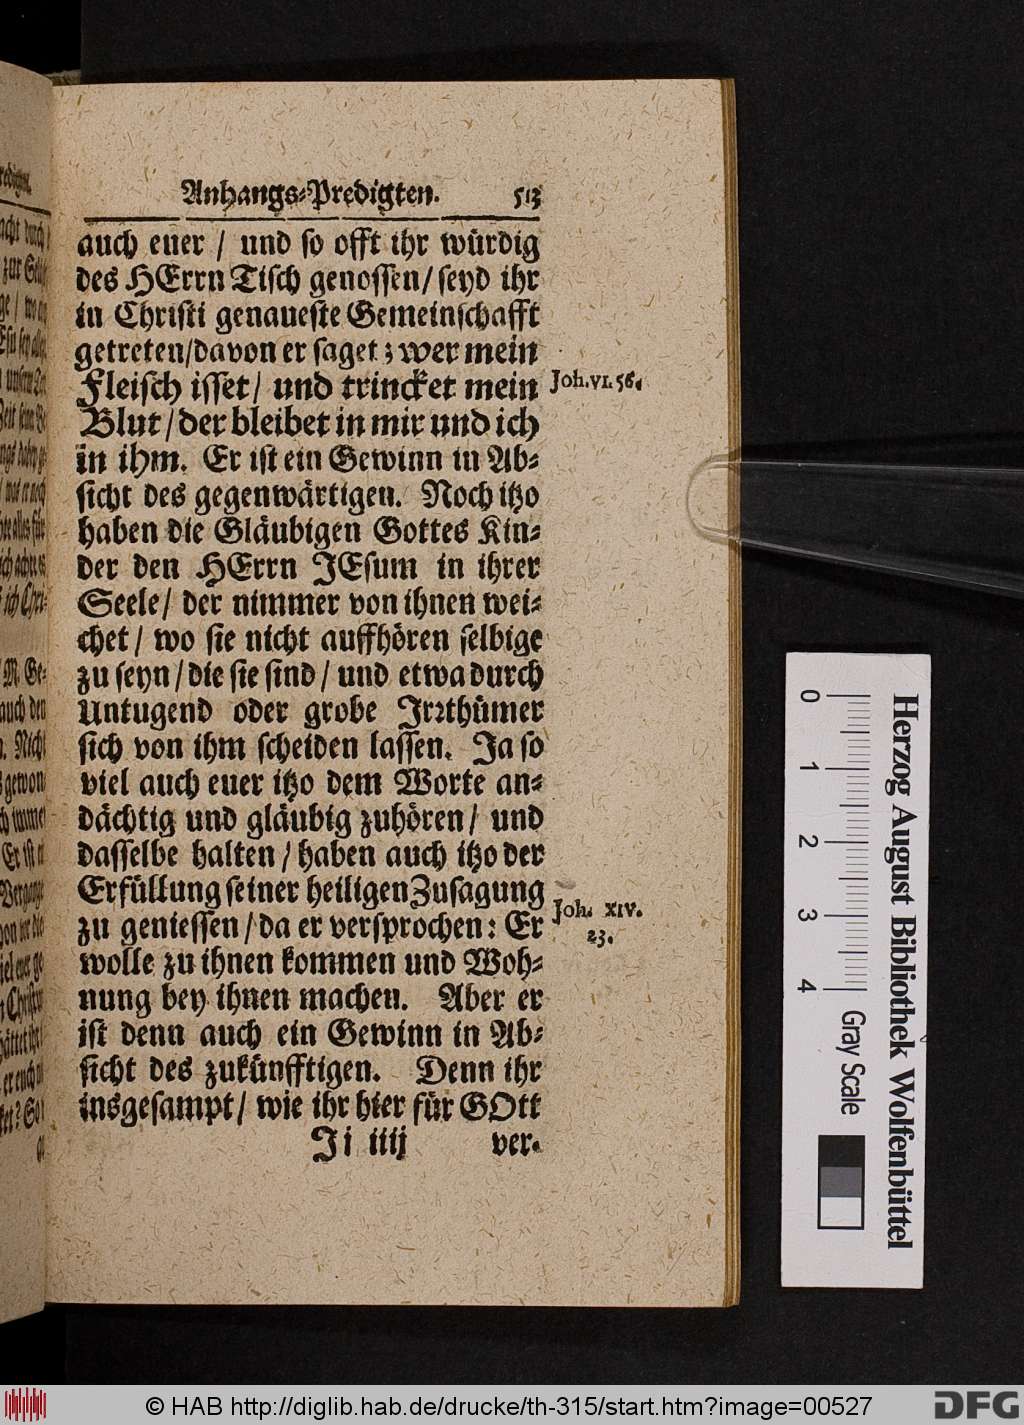 Anhangs-Predigten. 513
auch euer / und so offt ihr würdig
des HErrn Tisch genossen / seyd ihr
in Christi genaueste Gemeinschafft
getreten / davon er saget : wer mein
Fleisch isset / und trincket mein
Joh. VI. 56.
Blut / der bleibet in mir und ich
in ihm. Er ist ein Gewinn in Ab-
sicht des gegenwärtigen. Noch itzo
haben die Gläubigen Gottes Kin-
der den HErrn JEsum in ihrer
Seele / der nimmer von ihnen wei-
chet / wo sie nicht auffhören selbige
zu seyn / die sie sind / und etwa durch
Untugend oder grobe Irrthümer
sich von ihm scheiden lassen. Ja so
viel auch euer itzo dem Worte an-
dächtig und gläubig zuhören / und
dasselbe halten / haben auch itzo der
Erfüllung seiner heiligen Zusagung
zu geniessen / da er versprochen: Er
Joh. XIV.
23.
wolle zu ihnen kommen und Woh-
nung bey ihnen machen. Aber er
ist denn auch ein Gewinn in Ab-
sicht des zukünfftigen. Denn ihr
insgesampt / wie ihr hier für GOtt
Ji iiij ver-
0 1 2 3 4
Gray Scale
Herzog August Bibliothek Wolfenbüttel
© HAB http://diglib.hab.de/drucke/th-315/start.htm?image=00527
DFG